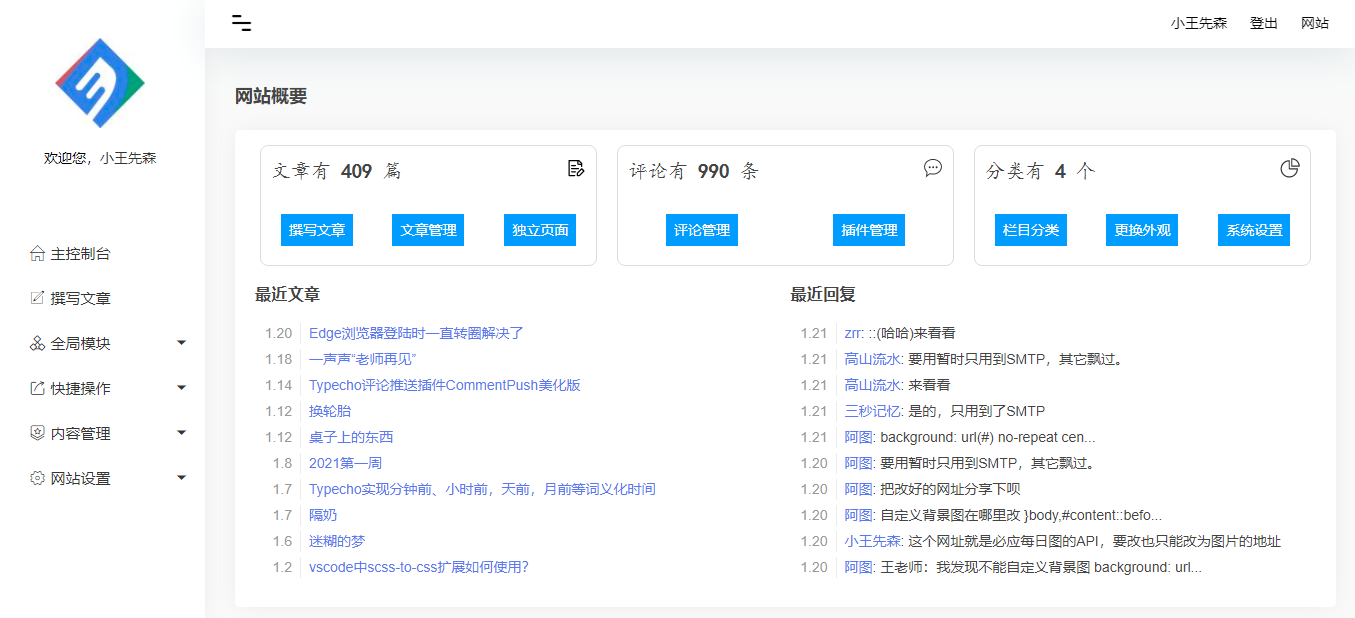 小王先森 登出 网站
欢迎您，小王先森
主控制台
撰写文章
全局模块
快捷操作
内容管理
网站设置
网站概要
文章有 409 篇
撰写文章 文章管理 独立页面
评论有 990 条
评论管理 插件管理
分类有 4 个
栏目分类 更换外观 系统设置
最近文章
1.20 Edge浏览器登陆时一直转圈解决了
1.18 一声声“老师再见”
1.14 Typecho评论推送插件CommentPush美化版
1.12 换轮胎
1.12 桌子上的东西
1.8 2021第一周
1.7 Typecho实现分钟前、小时前，天前，月前等词义化时间
1.7 隔奶
1.6 迷糊的梦
1.2 vscode中scss-to-css扩展如何使用？
最近回复
1.21 zrr: ::(哈哈)来看看
1.21 高山流水: 要用暂时只用到SMTP，其它飘过。
1.21 高山流水: 来看看
1.21 三秒记忆: 是的，只用到了SMTP
1.21 阿图: background: url(#) no-repeat cen...
1.20 阿图: 要用暂时只用到SMTP，其它飘过。
1.20 阿图: 把改好的网址分享下呗
1.20 阿图: 自定义背景图在哪里改 }body,#content::befo...
1.20 小王先森: 这个网址就是必应每日图的API，要改也只能改为图片的地址
1.20 阿图: 王老师：我发现不能自定义背景图 background: url...